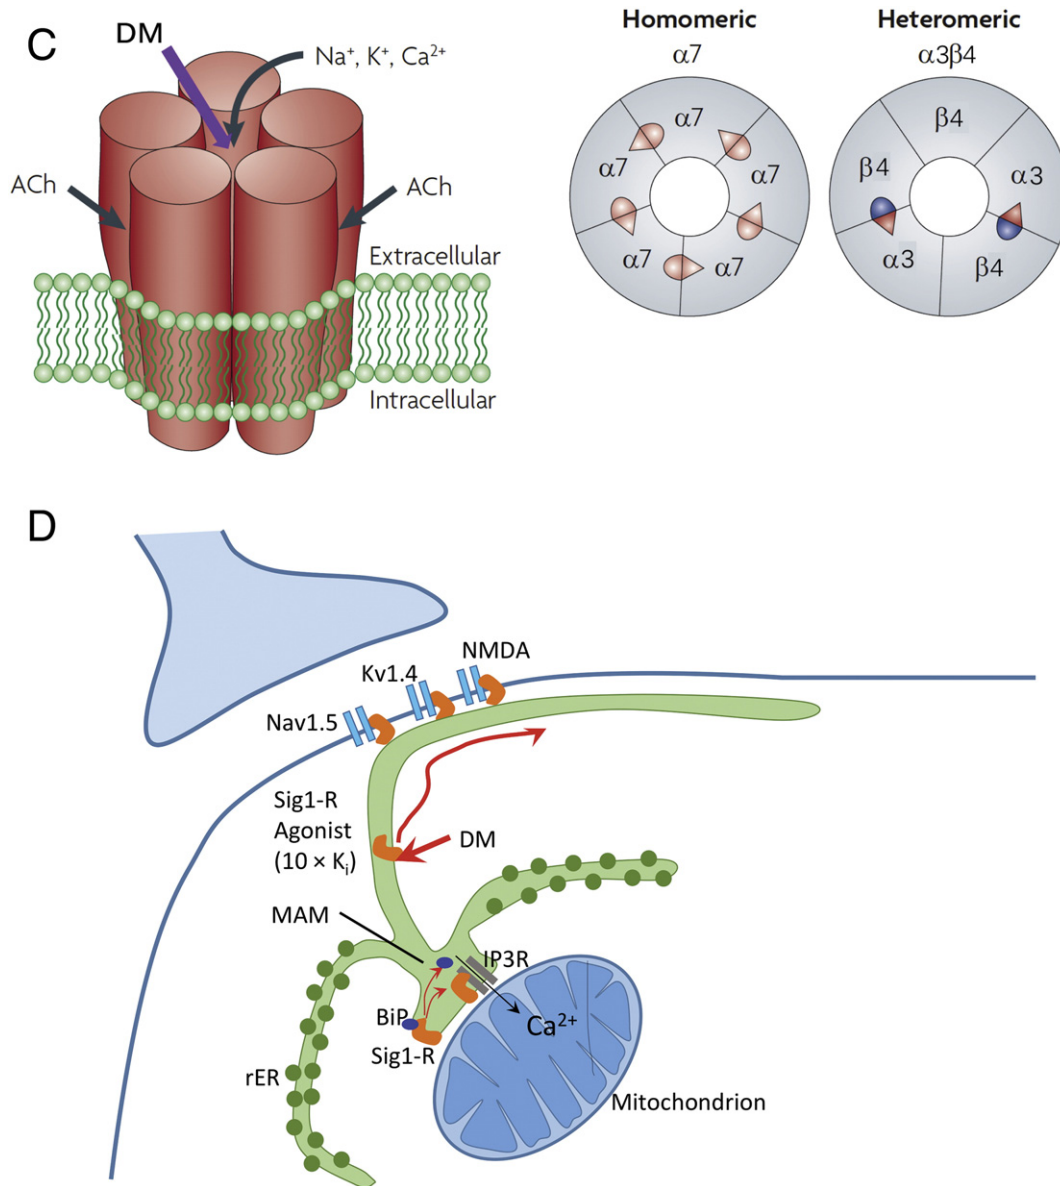 C
DM
Na⁺, K⁺, Ca²⁺
ACh
ACh
Extracellular
Intracellular
Homomeric
α7
α7
α7
α7
α7
α7
Heteromeric
α3β4
β4
β4
α3
α3
β4
D
NMDA
Kv1.4
Nav1.5
Sig1-R
Agonist
(10 × Kᵢ)
DM
MAM
IP3R
BiP
Ca²⁺
Sig1-R
rER
Mitochondrion